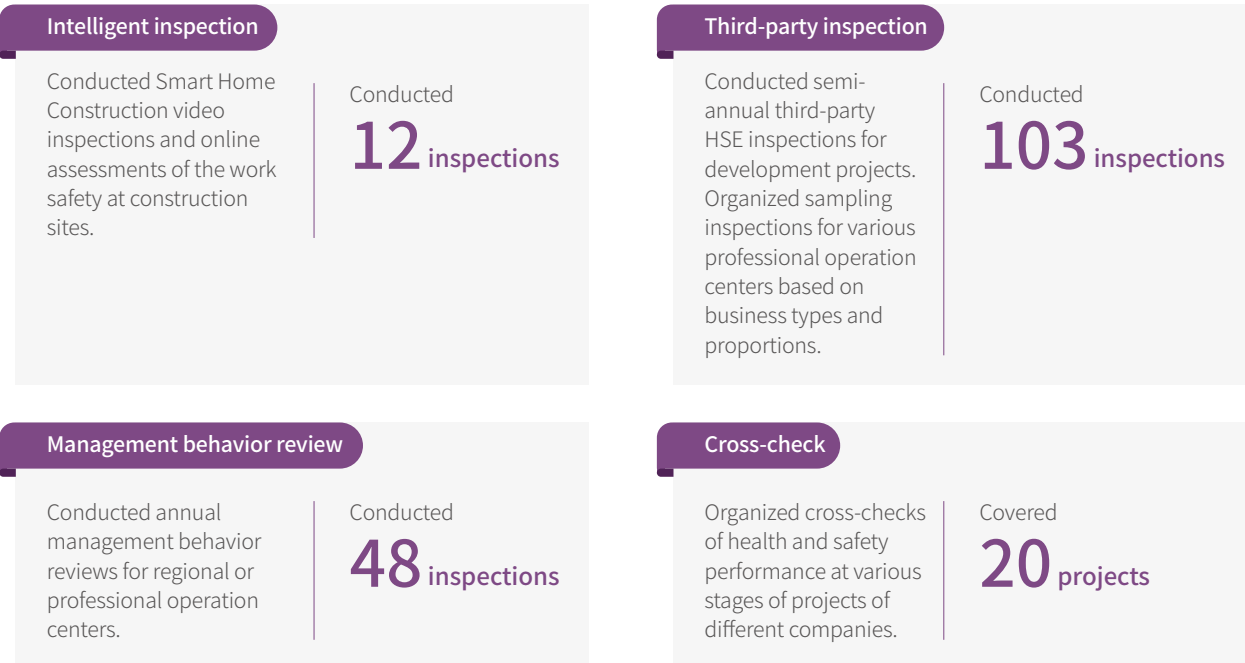 Intelligent inspection
Conducted Smart Home
Construction video
inspections and online
assessments of the work
safety at construction
sites.
Conducted
12 inspections
Third-party inspection
Conducted semi-
annual third-party
HSE inspections for
development projects.
Organized sampling
inspections for various
professional operation
centers based on
business types and
proportions.
Conducted
103 inspections
Management behavior review
Conducted annual
management behavior
reviews for regional or
professional operation
centers.
Conducted
48 inspections
Cross-check
Organized cross-checks
of health and safety
performance at various
stages of projects of
different companies.
Covered
20 projects